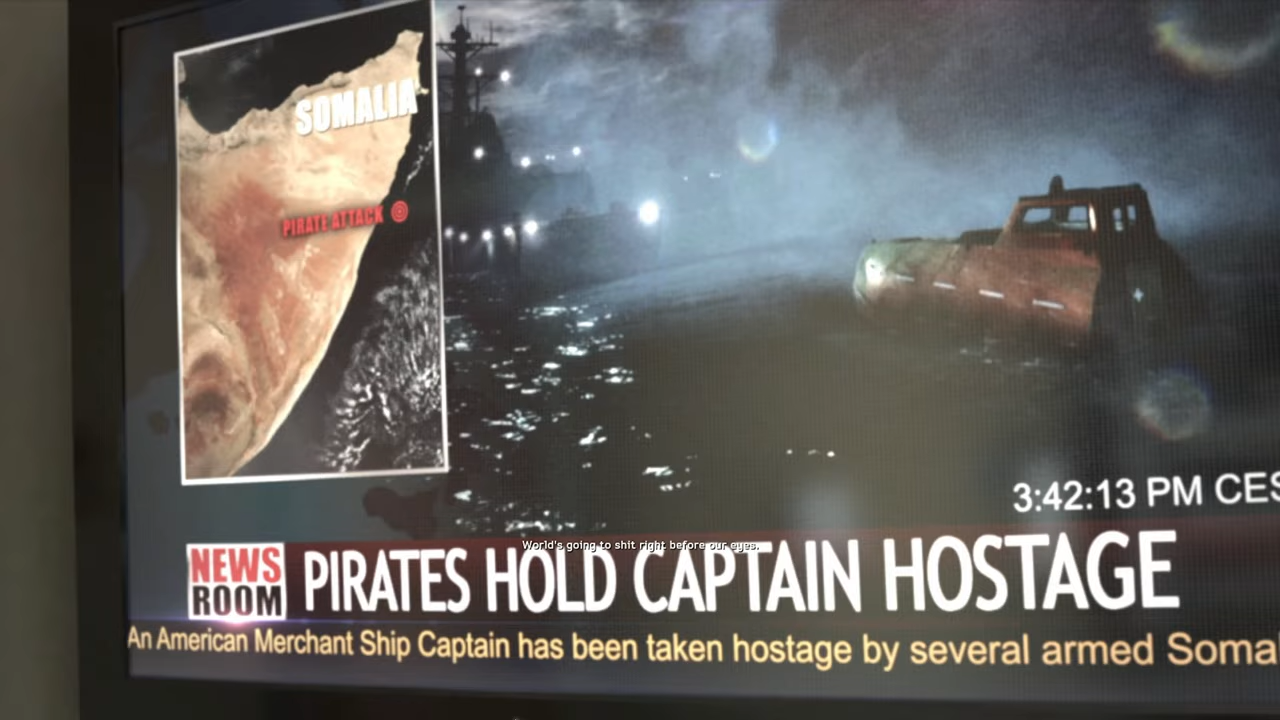 SOMALIA
PIRATE ATTACK
3:42:13 PM CES
World's going to shit right before our eyes.
NEWS
ROOM
PIRATES HOLD CAPTAIN HOSTAGE
An American Merchant Ship Captain has been taken hostage by several armed Soma